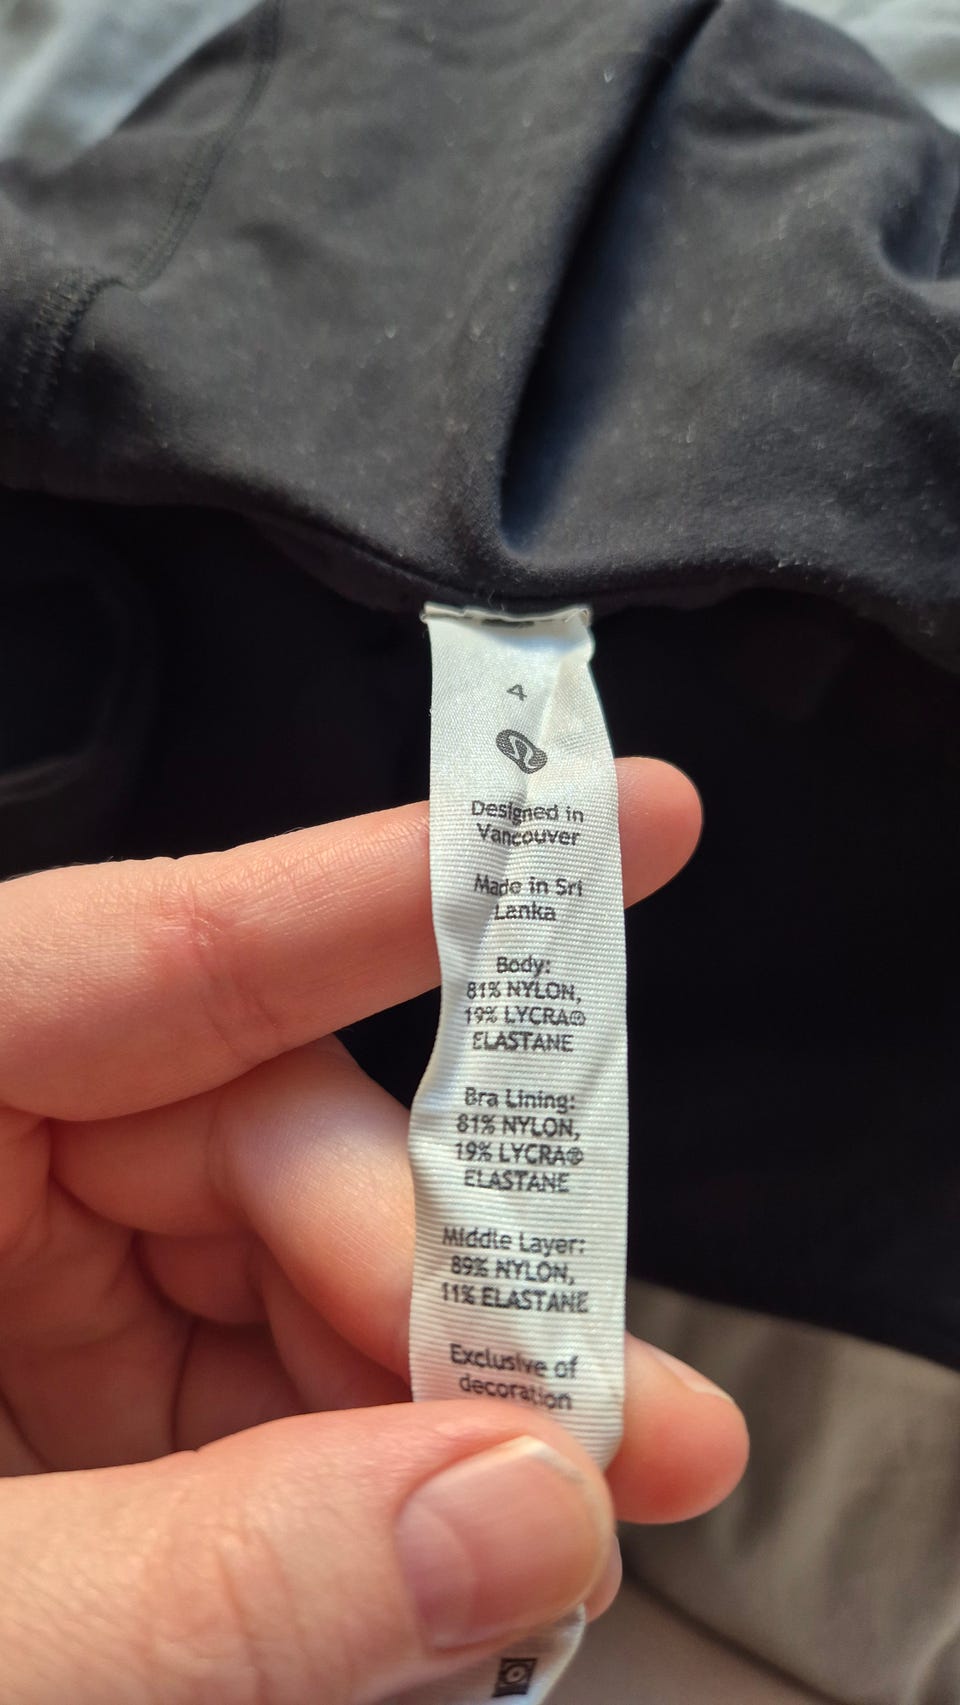 4
Designed in
Vancouver
Made in Sri
Lanka
Body:
81% NYLON,
19% LYCRA®
ELASTANE
Bra Lining:
81% NYLON,
19% LYCRA®
ELASTANE
Middle Layer:
89% NYLON,
11% ELASTANE
Exclusive of
decoration